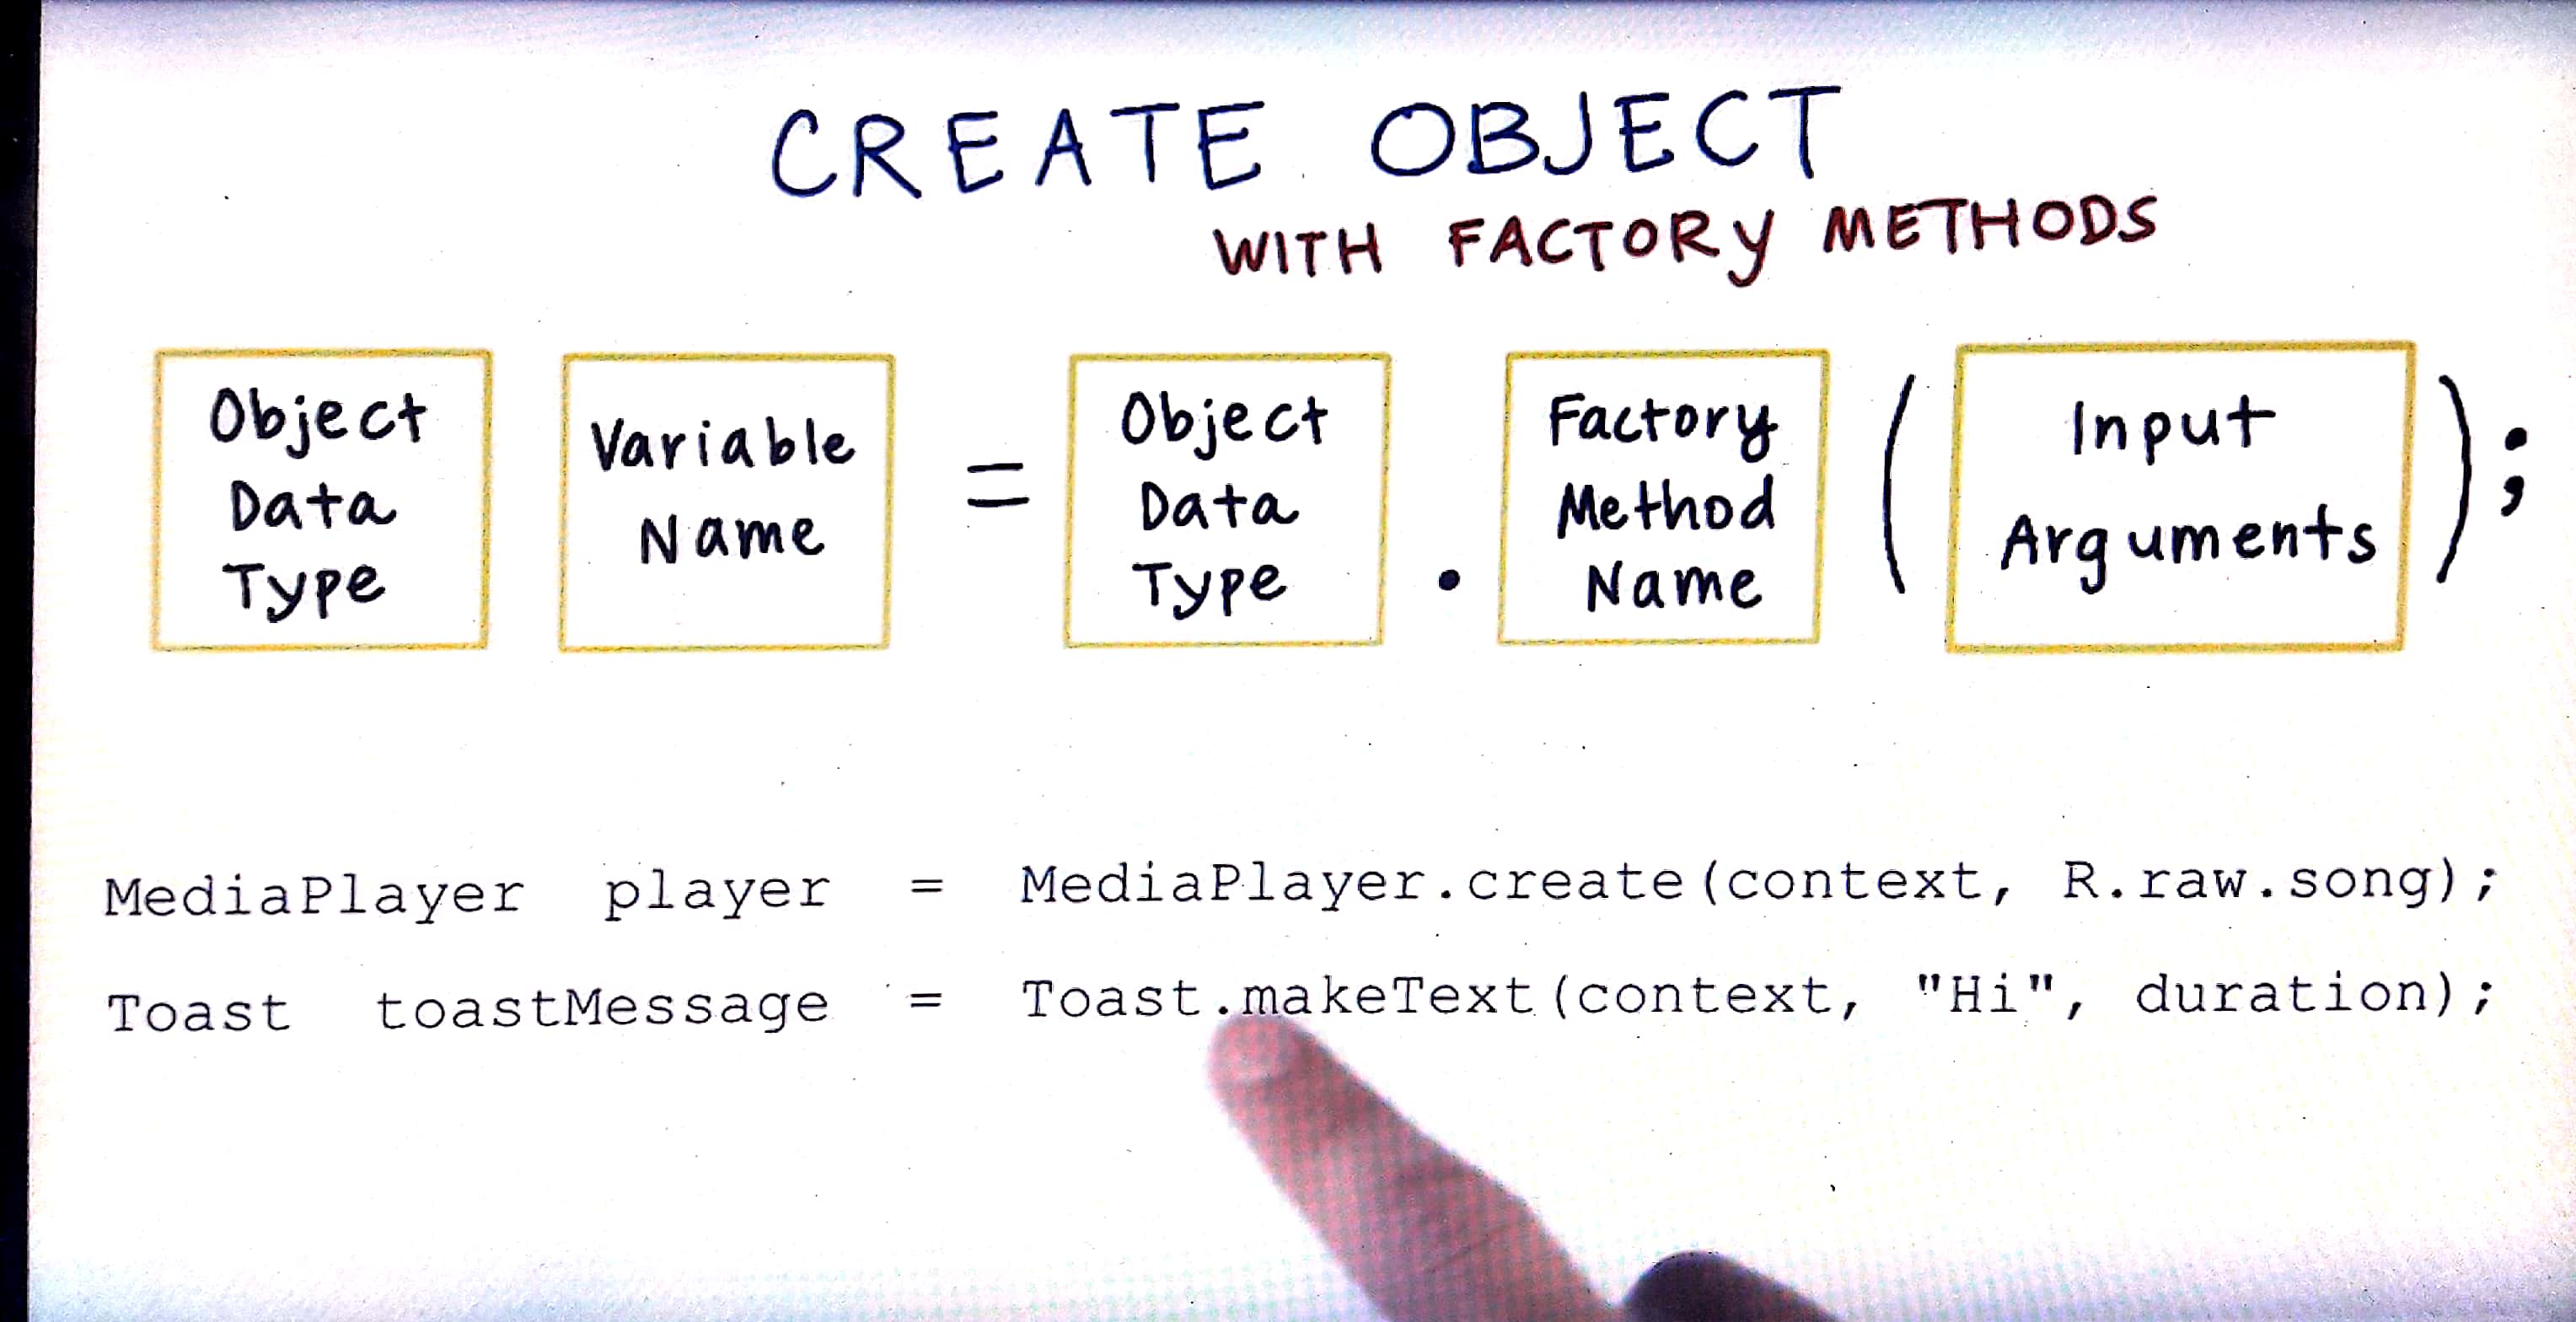 CREATE OBJECT
WITH FACTORY METHODS
Object Data Type
Variable Name
=
Object Data Type
.
Factory Method Name
(
Input Arguments
);
MediaPlayer player = MediaPlayer.create(context, R.raw.song);
Toast toastMessage = Toast.makeText(context, "Hi", duration);